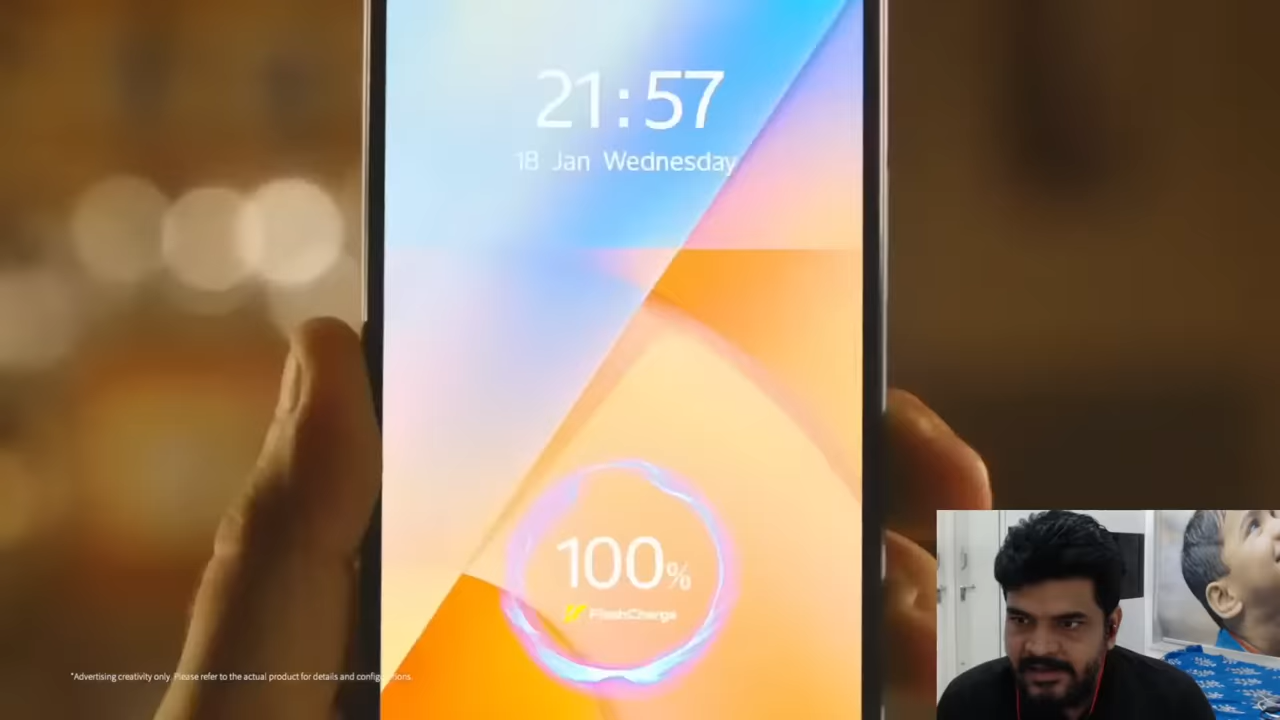 21:57
18 Jan Wednesday
100%
FlashCharge
*Advertising creativity only. Please refer to the actual product for details and configurations.